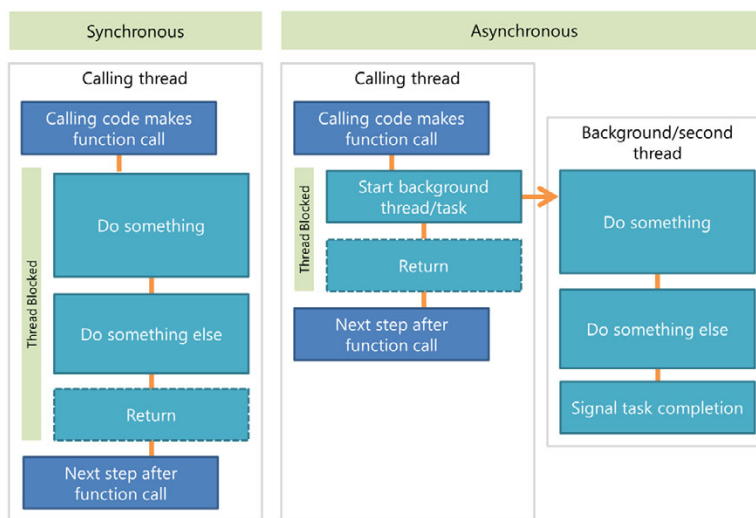 Synchronous
Asynchronous
Calling thread
Calling code makes
function call
Thread Blocked
Do something
Do something else
Return
Next step after
function call
Calling thread
Calling code makes
function call
Thread Blocked
Start background
thread/task
Return
Next step after
function call
Background/second
thread
Do something
Do something else
Signal task completion